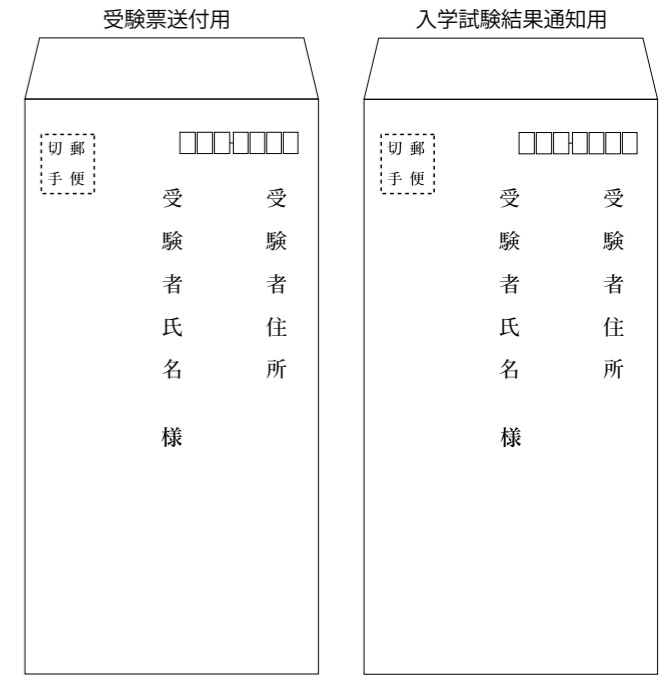 受験票送付用
郵便
切手
受験者住所
受験者氏名 様
入学試験結果通知用
郵便
切手
受験者住所
受験者氏名 様